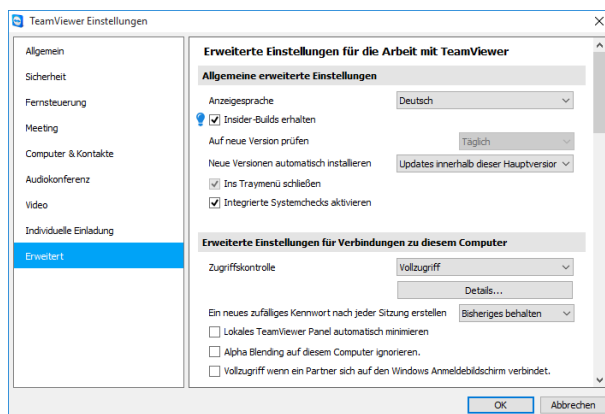 TeamViewer Einstellungen
Allgemein
Sicherheit
Fernsteuerung
Meeting
Computer & Kontakte
Audiokonferenz
Video
Individuelle Einladung
Erweitert
Erweiterte Einstellungen für die Arbeit mit TeamViewer
Allgemeine erweiterte Einstellungen
Anzeigesprache Deutsch
Insider-Builds erhalten
Auf neue Version prüfen Täglich
Neue Versionen automatisch installieren Updates innerhalb dieser Hauptversior
Ins Traymenü schließen
Integrierte Systemchecks aktivieren
Erweiterte Einstellungen für Verbindungen zu diesem Computer
Zugriffskontrolle Vollzugriff
Details...
Ein neues zufälliges Kennwort nach jeder Sitzung erstellen Bisheriges behalten
Lokales TeamViewer Panel automatisch minimieren
Alpha Blending auf diesem Computer ignorieren.
Vollzugriff wenn ein Partner sich auf den Windows Anmeldebildschirm verbindet.
OK Abbrechen